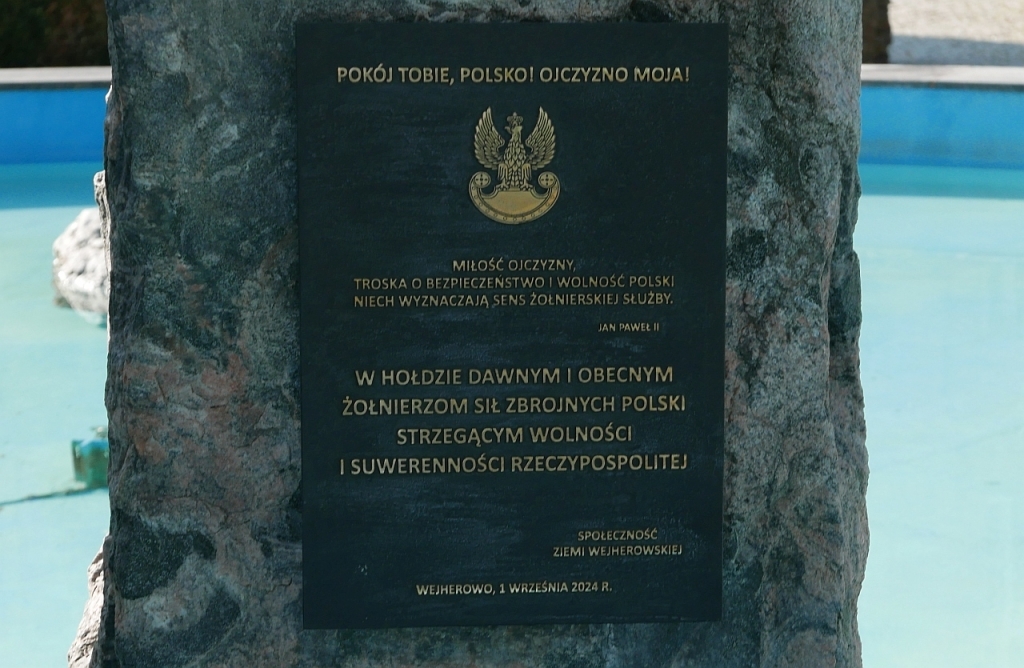 POKÓJ TOBIE, POLSKO! OJCZYZNO MOJA!
MIŁOŚĆ OJCZYZNY,
TROSKA O BEZPIECZEŃSTWO I WOLNOŚĆ POLSKI
NIECH WYZNACZAJĄ SENS ŻOŁNIERSKIEJ SŁUŻBY.
JAN PAWEŁ II
W HOŁDZIE DAWNYM I OBECNYM
ŻOŁNIERZOM SIŁ ZBROJNYCH POLSKI
STRZEGĄCYM WOLNOŚCI
I SUWERENNOŚCI RZECZYPOSPOLITEJ
SPOŁECZNOŚĆ
ZIEMI WEJHEROWSKIEJ
WEJHEROWO, 1 WRZEŚNIA 2024 R.